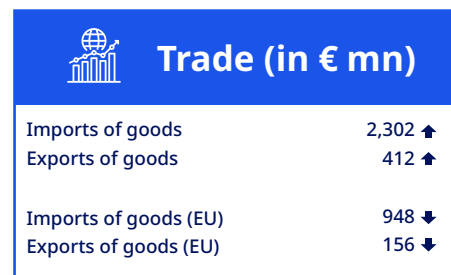 Trade (in € mn)
Imports of goods 2,302
Exports of goods 412
Imports of goods (EU) 948
Exports of goods (EU) 156